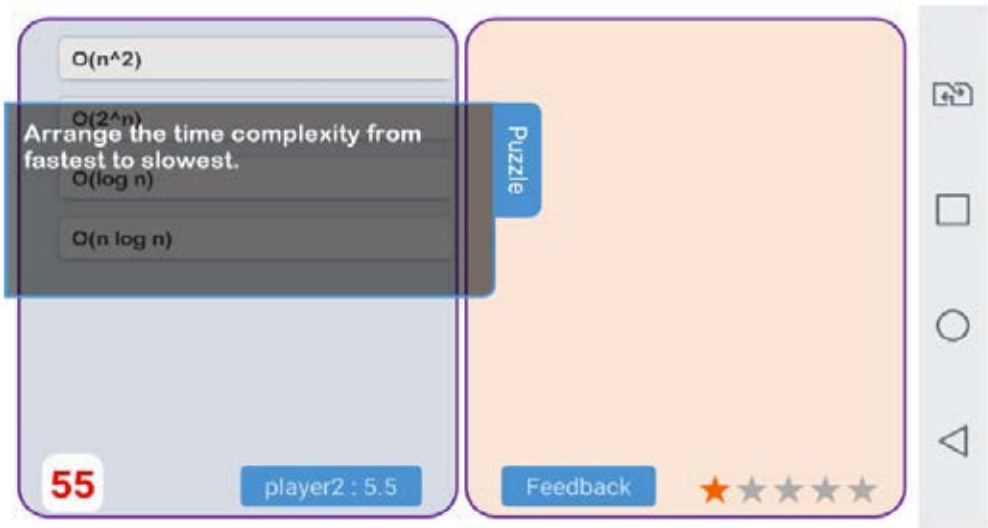 O(n^2)
O(2^n)
Arrange the time complexity from
fastest to slowest.
O(log n)
O(n log n)
Puzzle
55
player2 : 5.5
Feedback